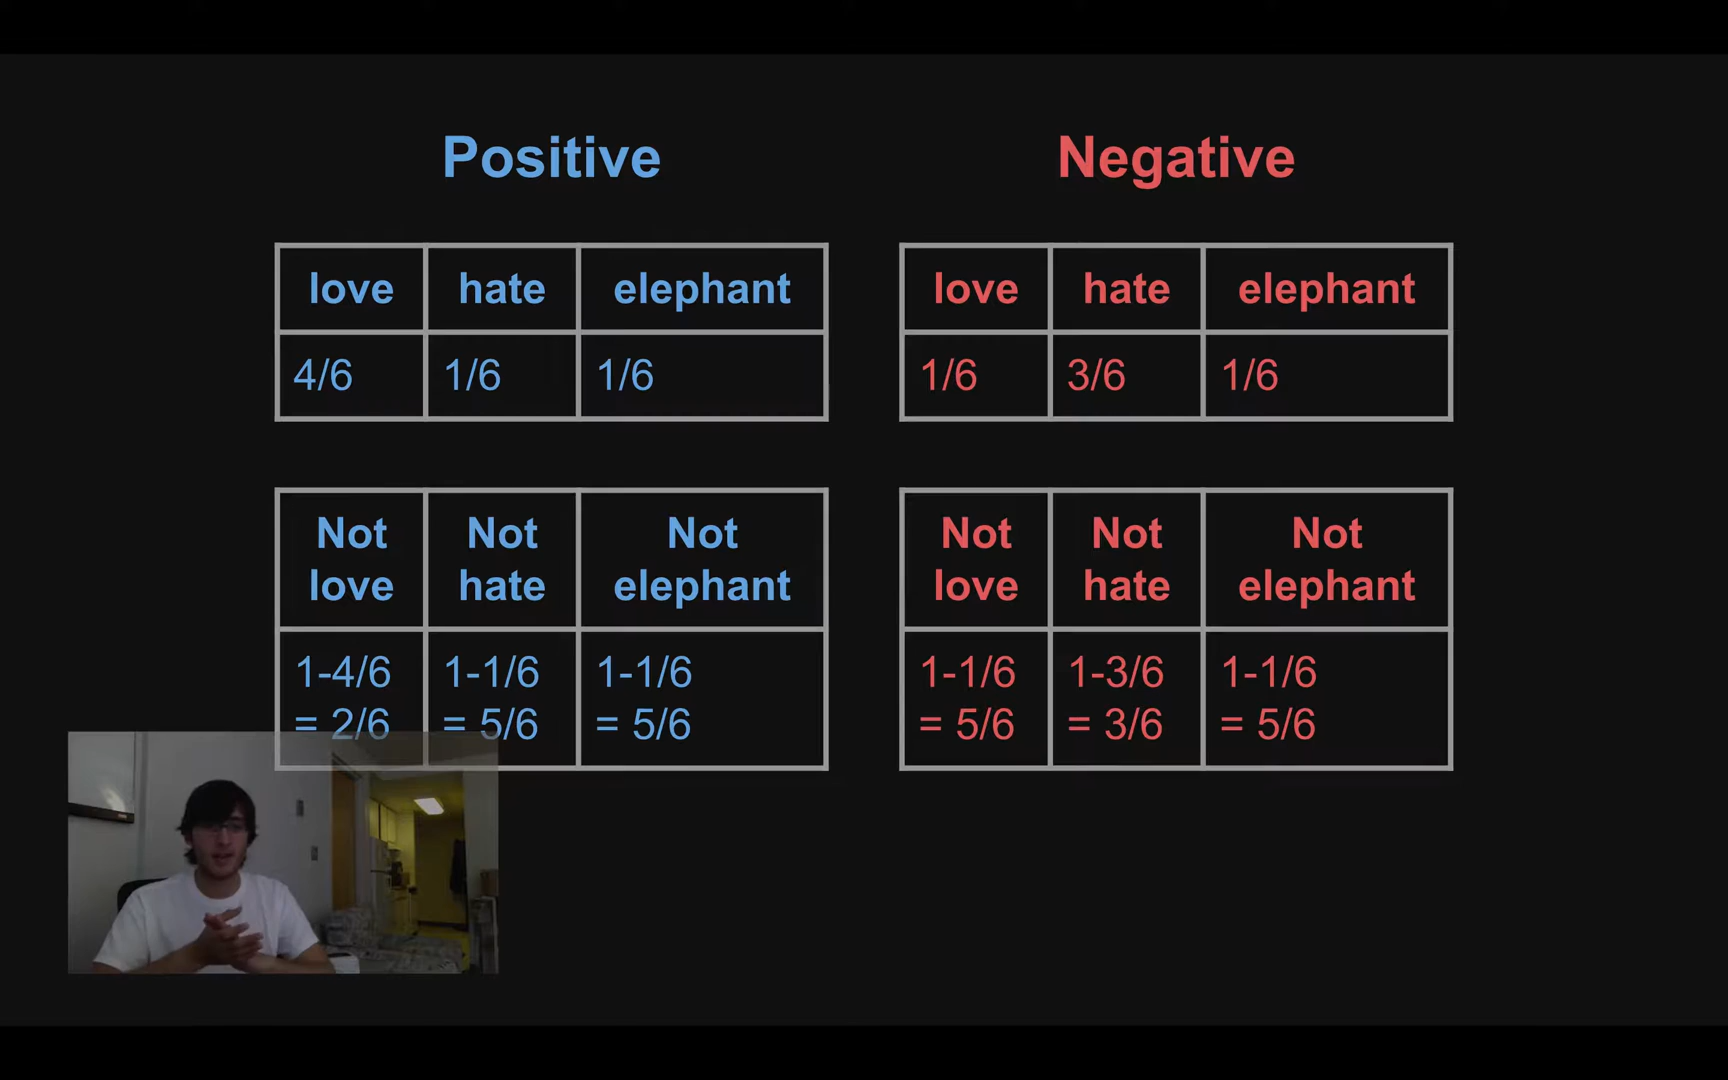 Positive
love hate elephant
4/6 1/6 1/6
Not love Not hate Not elephant
1-4/6 = 2/6 1-1/6 = 5/6 1-1/6 = 5/6
Negative
love hate elephant
1/6 3/6 1/6
Not love Not hate Not elephant
1-1/6 = 5/6 1-3/6 = 3/6 1-1/6 = 5/6